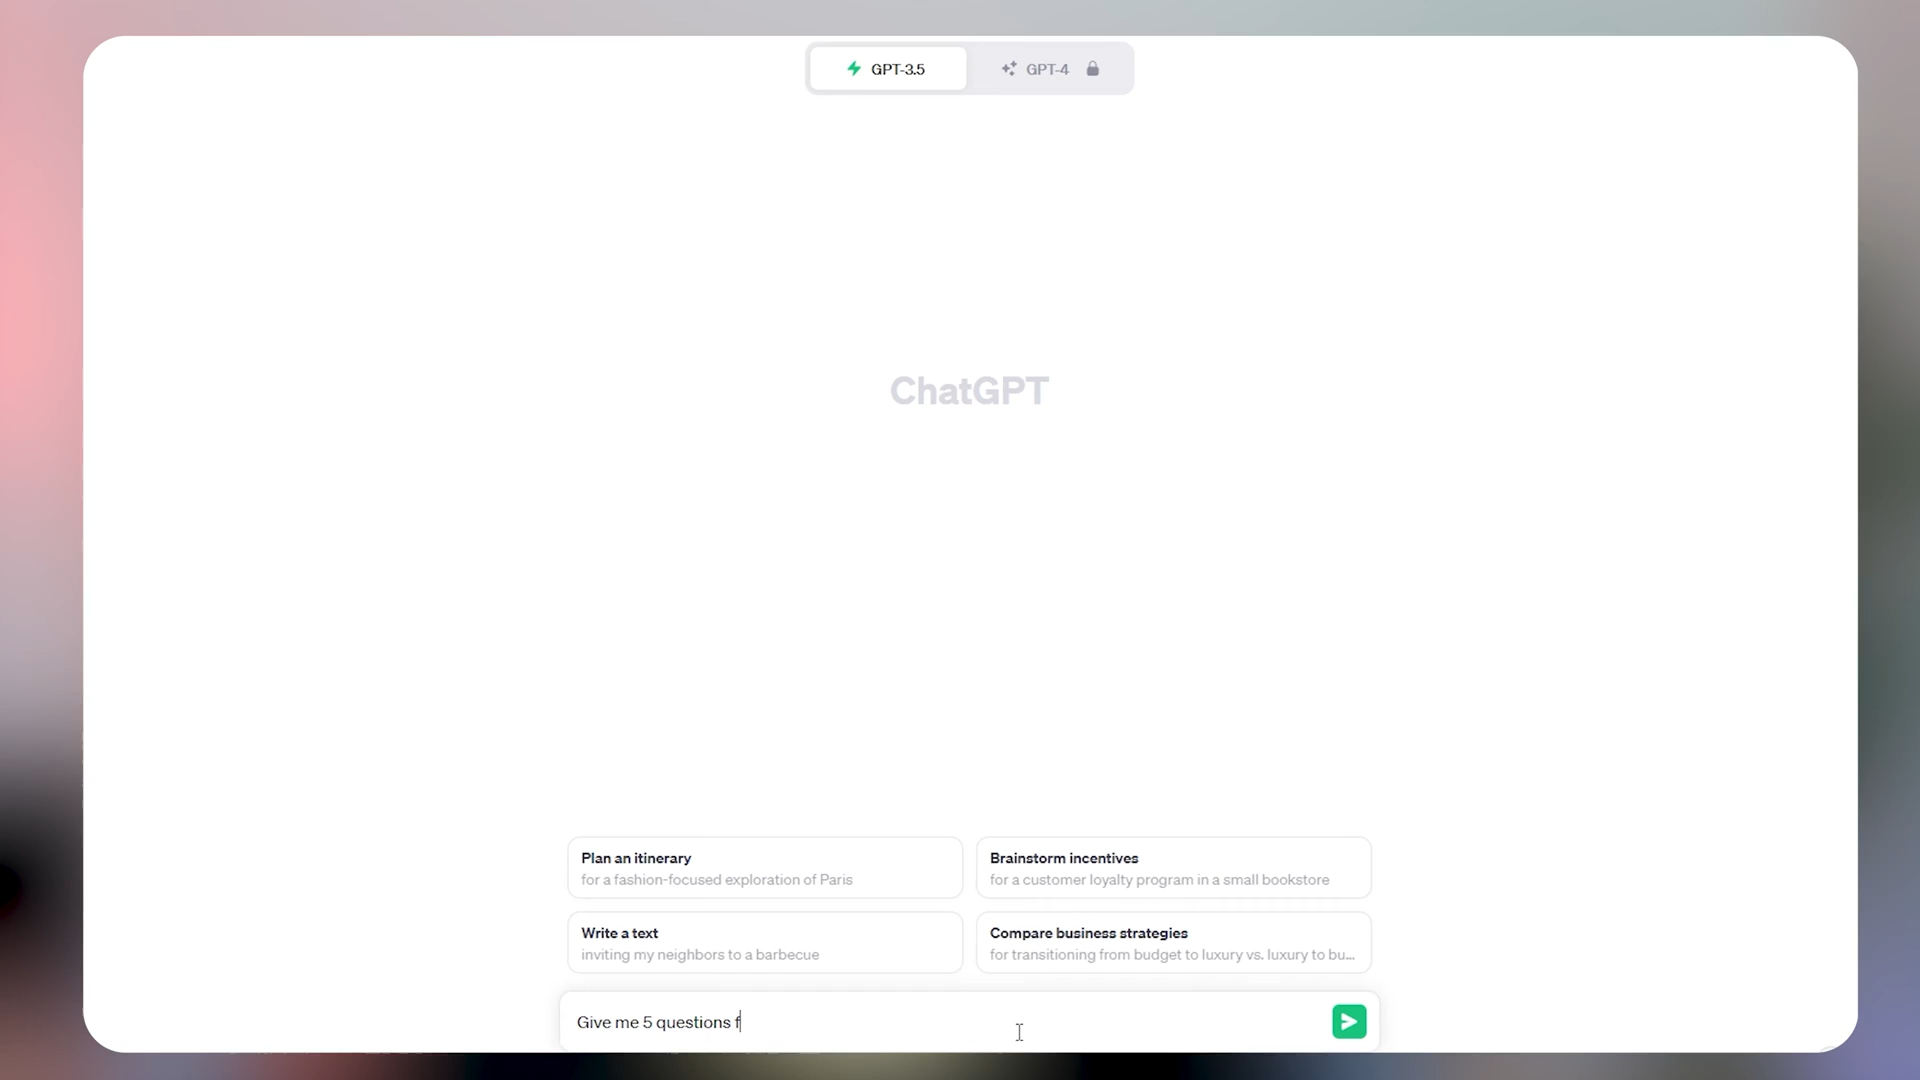 GPT-3.5
GPT-4
ChatGPT
Plan an itinerary
for a fashion-focused exploration of Paris
Brainstorm incentives
for a customer loyalty program in a small bookstore
Write a text
inviting my neighbors to a barbecue
Compare business strategies
for transitioning from budget to luxury vs. luxury to bu...
Give me 5 questions f